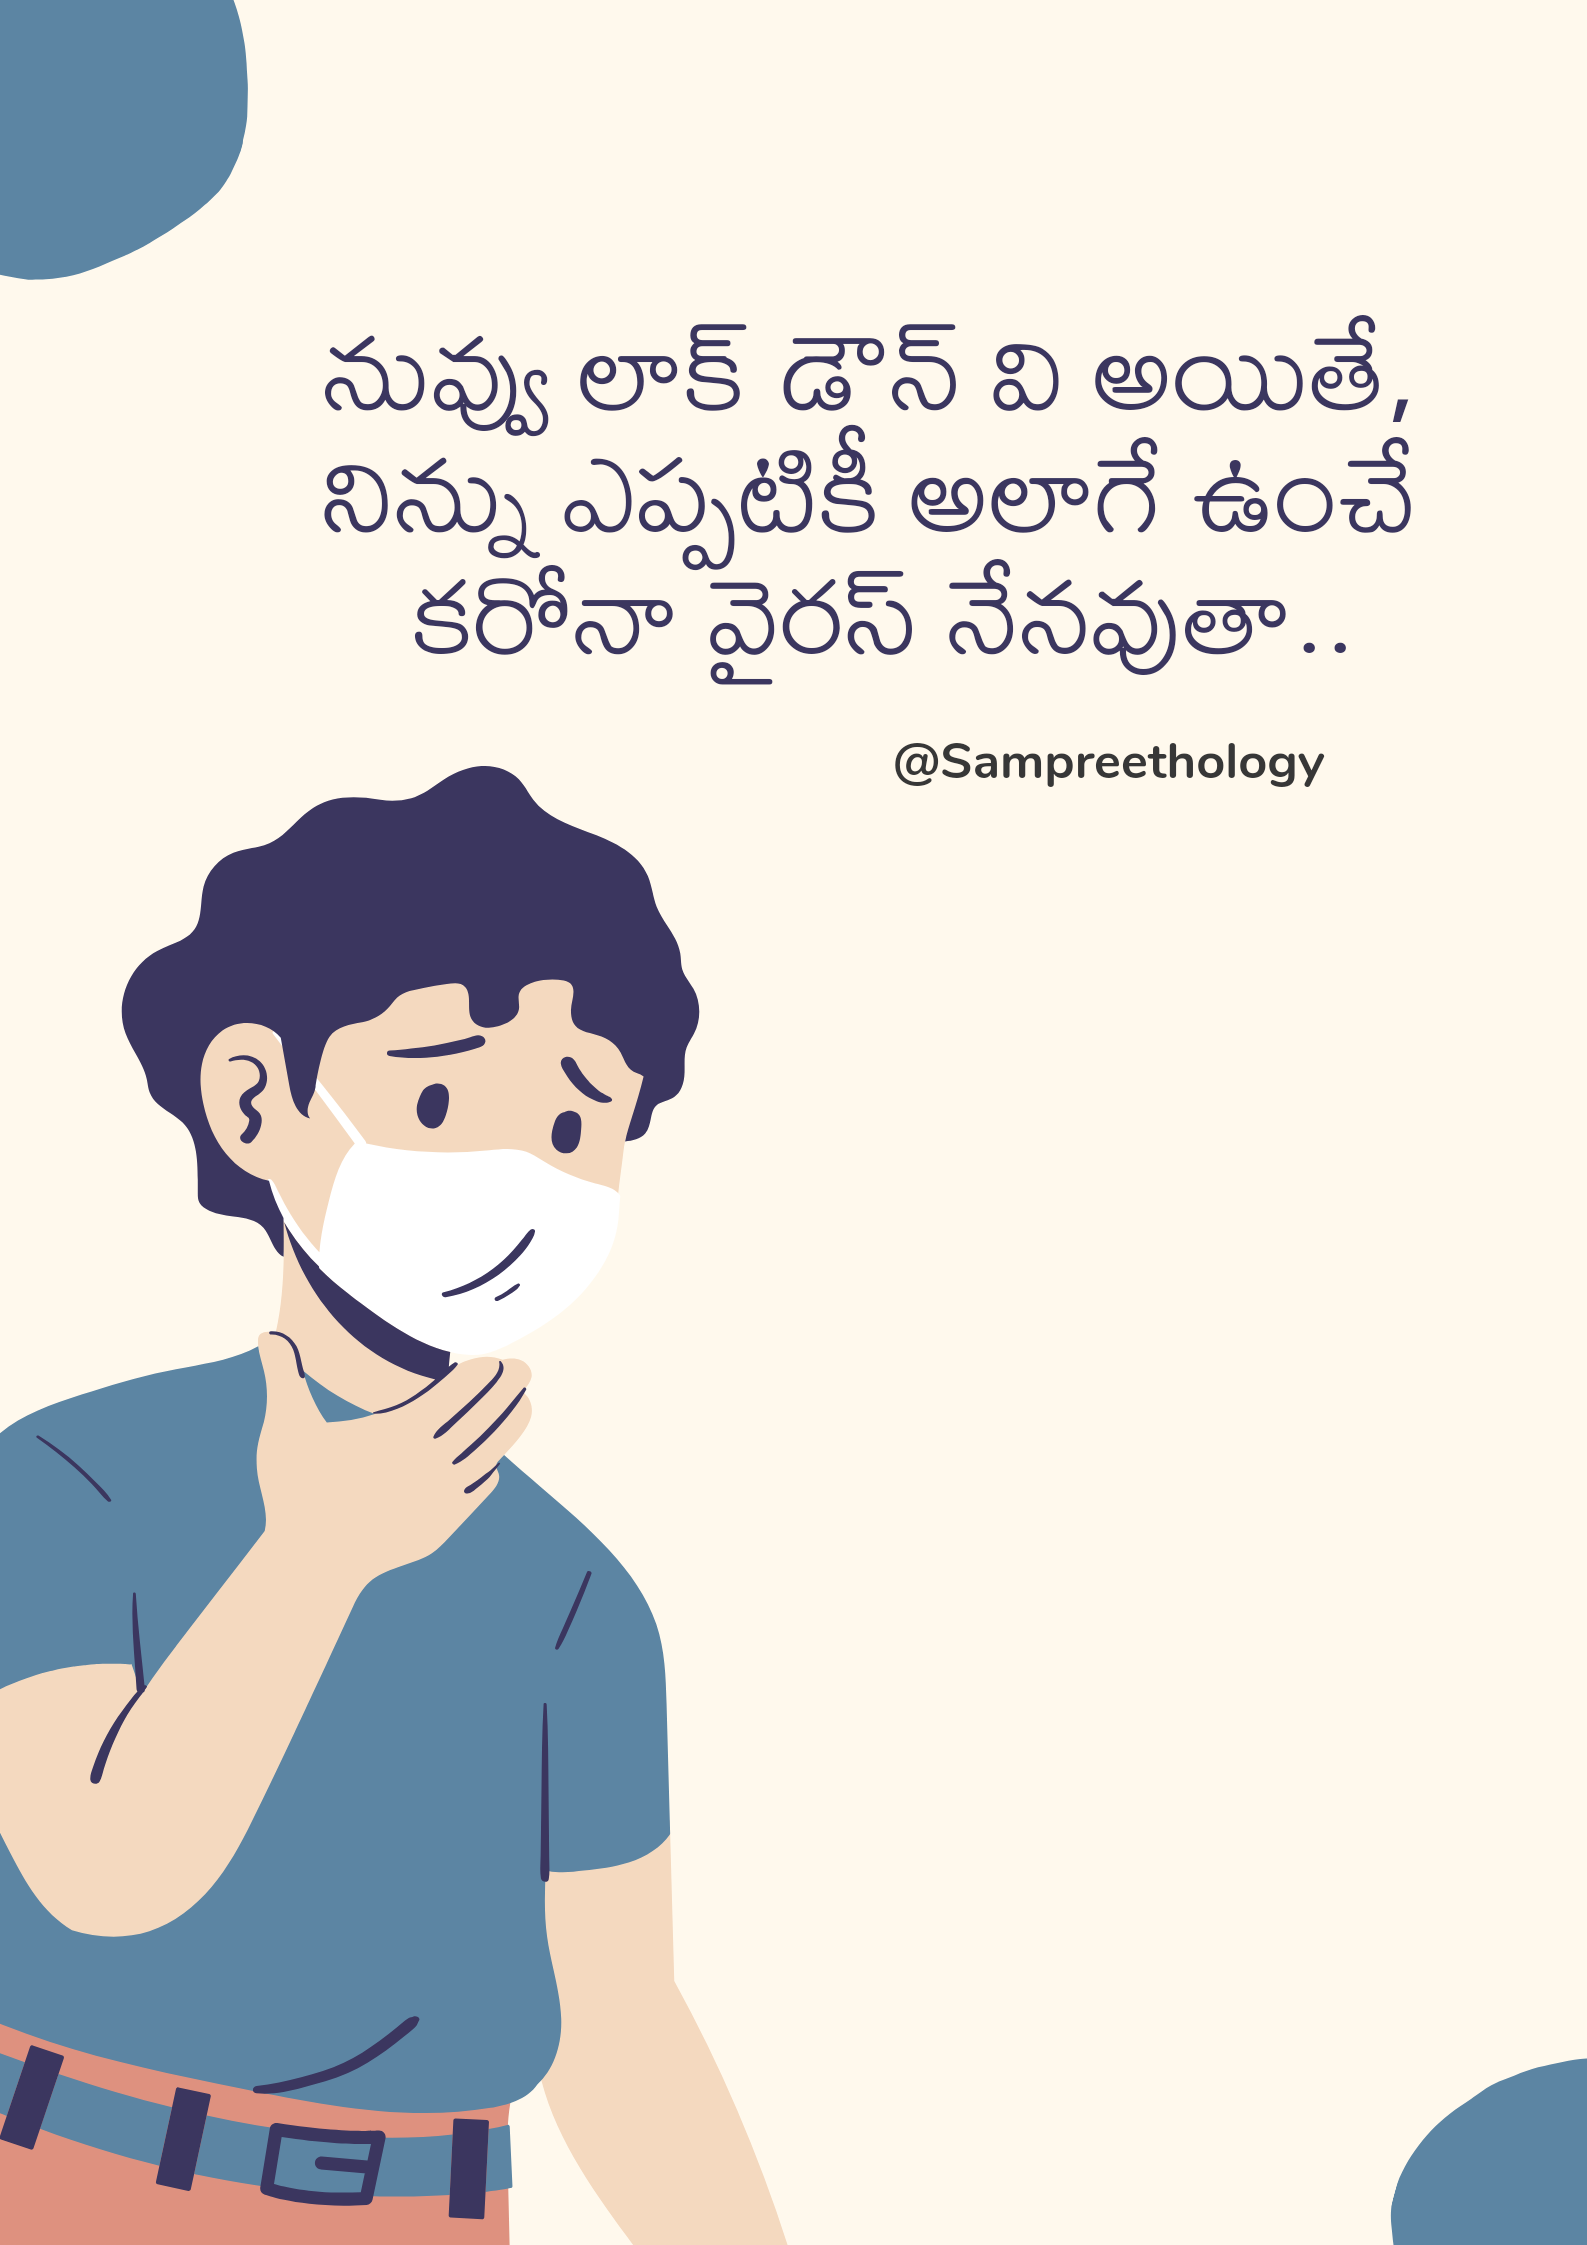 నువ్వు లాక్ డౌన్ వి అయితే,
నిన్ను ఎప్పటికీ అలాగే ఉంచే
కరోనా వైరస్ నేనవుతా..
@Sampreethology